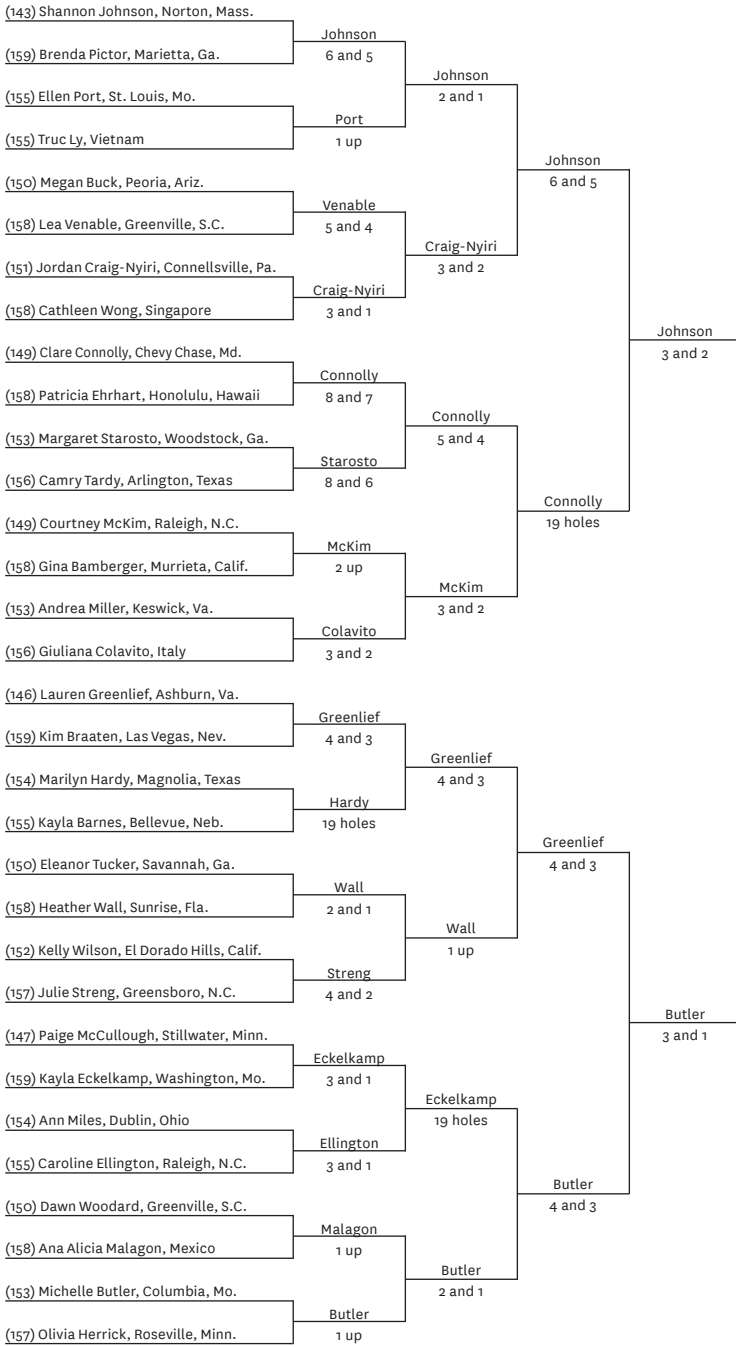 (143) Shannon Johnson, Norton, Mass.
Johnson
(159) Brenda Pictor, Marietta, Ga.
6 and 5
Johnson
(155) Ellen Port, St. Louis, Mo.
2 and 1
Port
(155) Truc Ly, Vietnam
1 up
Johnson
(150) Megan Buck, Peoria, Ariz.
6 and 5
Venable
(158) Lea Venable, Greenville, S.C.
5 and 4
Craig-Nyiri
(151) Jordan Craig-Nyiri, Connellsville, Pa.
3 and 2
Craig-Nyiri
(158) Cathleen Wong, Singapore
3 and 1
Johnson
(149) Clare Connolly, Chevy Chase, Md.
3 and 2
Connolly
(158) Patricia Ehrhart, Honolulu, Hawaii
8 and 7
Connolly
(153) Margaret Starosto, Woodstock, Ga.
5 and 4
Starosto
(156) Camry Tardy, Arlington, Texas
8 and 6
Connolly
(149) Courtney McKim, Raleigh, N.C.
19 holes
McKim
(158) Gina Bamberger, Murrieta, Calif.
2 up
McKim
(153) Andrea Miller, Keswick, Va.
3 and 2
Colavito
(156) Giuliana Colavito, Italy
3 and 2
(146) Lauren Greenlief, Ashburn, Va.
Greenlief
(159) Kim Braaten, Las Vegas, Nev.
4 and 3
Greenlief
(154) Marilyn Hardy, Magnolia, Texas
4 and 3
Hardy
(155) Kayla Barnes, Bellevue, Neb.
19 holes
Greenlief
(150) Eleanor Tucker, Savannah, Ga.
4 and 3
Wall
(158) Heather Wall, Sunrise, Fla.
2 and 1
Wall
(152) Kelly Wilson, El Dorado Hills, Calif.
1 up
Streng
(157) Julie Streng, Greensboro, N.C.
4 and 2
Butler
(147) Paige McCullough, Stillwater, Minn.
3 and 1
Eckelkamp
(159) Kayla Eckelkamp, Washington, Mo.
3 and 1
Eckelkamp
(154) Ann Miles, Dublin, Ohio
19 holes
Ellington
(155) Caroline Ellington, Raleigh, N.C.
3 and 1
Butler
(150) Dawn Woodard, Greenville, S.C.
4 and 3
Malagon
(158) Ana Alicia Malagon, Mexico
1 up
Butler
(153) Michelle Butler, Columbia, Mo.
2 and 1
Butler
(157) Olivia Herrick, Roseville, Minn.
1 up